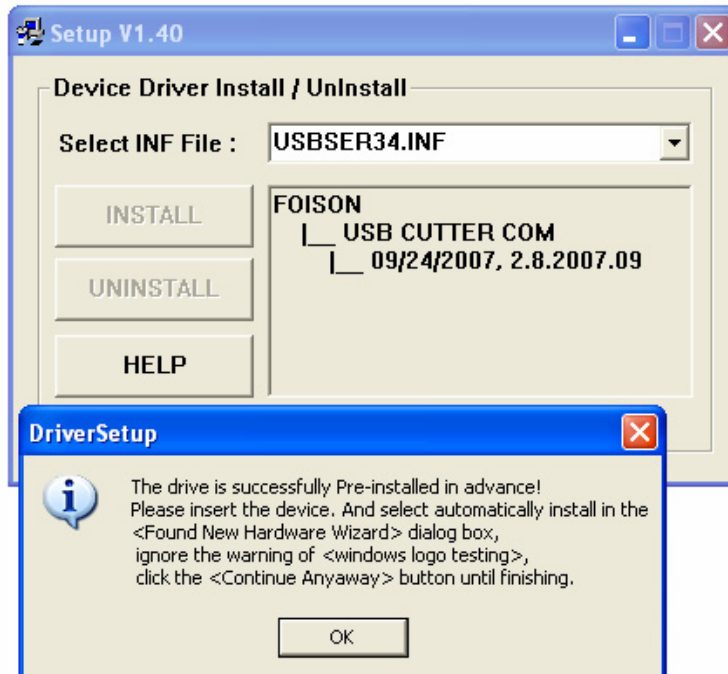 Setup V1.40
Device Driver Install / UnInstall
Select INF File :
USBSER34.INF
INSTALL
FOISON
|__ USB CUTTER COM
|__ 09/24/2007, 2.8.2007.09
UNINSTALL
HELP
DriverSetup
The drive is successfully Pre-installed in advance!
Please insert the device. And select automatically install in the
<Found New Hardware Wizard> dialog box,
ignore the warning of <windows logo testing>,
click the <Continue Anyaway> button until finishing.
OK